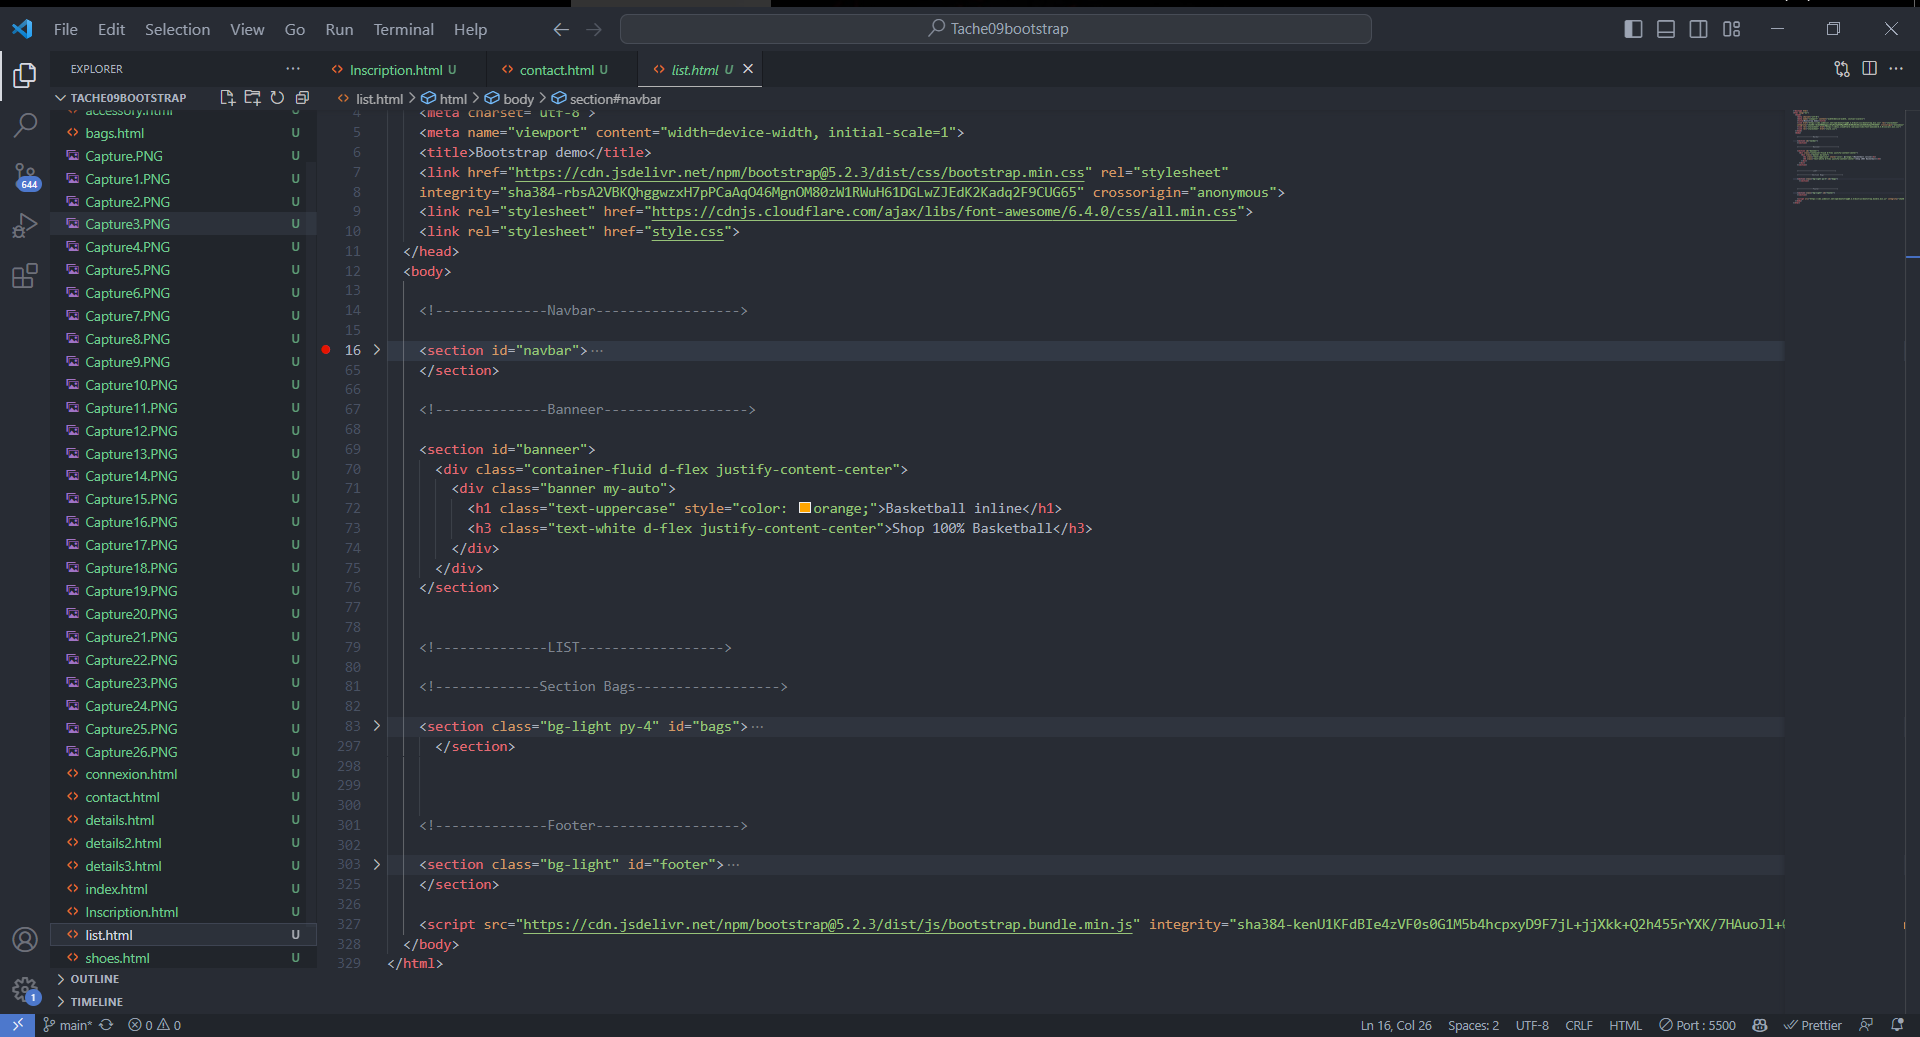 File Edit Selection View Go Run Terminal Help
Tache09bootstrap
EXPLORER
TACHE09BOOTSTRAP
accessory.html U
bags.html U
Capture.PNG U
Capture1.PNG U
Capture2.PNG U
Capture3.PNG U
Capture4.PNG U
Capture5.PNG U
Capture6.PNG U
Capture7.PNG U
Capture8.PNG U
Capture9.PNG U
Capture10.PNG U
Capture11.PNG U
Capture12.PNG U
Capture13.PNG U
Capture14.PNG U
Capture15.PNG U
Capture16.PNG U
Capture17.PNG U
Capture18.PNG U
Capture19.PNG U
Capture20.PNG U
Capture21.PNG U
Capture22.PNG U
Capture23.PNG U
Capture24.PNG U
Capture25.PNG U
Capture26.PNG U
connexion.html U
contact.html U
details.html U
details2.html U
details3.html U
index.html U
Inscription.html U
list.html U
shoes.html U
OUTLINE
TIMELINE
644
1
Inscription.html U
contact.html U
list.html U
list.html > html > body > section#navbar
4 <meta charset="utf-8">
5 <meta name="viewport" content="width=device-width, initial-scale=1">
6 <title>Bootstrap demo</title>
7 <link href="https://cdn.jsdelivr.net/npm/bootstrap@5.2.3/dist/css/bootstrap.min.css" rel="stylesheet"
8 integrity="sha384-rbsA2VBKQhggwzxH7pPCaAqO46MgnOM80zW1RWuH61DGLwZJEdK2Kadq2F9CUG65" crossorigin="anonymous">
9 <link rel="stylesheet" href="https://cdnjs.cloudflare.com/ajax/libs/font-awesome/6.4.0/css/all.min.css">
10 <link rel="stylesheet" href="style.css">
11 </head>
12 <body>
13
14 <!--------------Navbar------------------>
15
16 <section id="navbar">···
65 </section>
66
67 <!--------------Banneer------------------>
68
69 <section id="banneer">
70 <div class="container-fluid d-flex justify-content-center">
71 <div class="banner my-auto">
72 <h1 class="text-uppercase" style="color: orange;">Basketball inline</h1>
73 <h3 class="text-white d-flex justify-content-center">Shop 100% Basketball</h3>
74 </div>
75 </div>
76 </section>
77
78
79 <!--------------LIST------------------>
80
81 <!-------------Section Bags------------------>
82
83 <section class="bg-light py-4" id="bags">···
297 </section>
298
299
300
301 <!--------------Footer------------------>
302
303 <section class="bg-light" id="footer">···
325 </section>
326
327 <script src="https://cdn.jsdelivr.net/npm/bootstrap@5.2.3/dist/js/bootstrap.bundle.min.js" integrity="sha384-kenU1KFdBIe4zVF0s0G1M5b4hcpxyD9F7jL+jjXkk+Q2h455rYXK/7HAuoJl+
328 </body>
329 </html>
main* 0 0
Ln 16, Col 26 Spaces: 2 UTF-8 CRLF HTML Port : 5500 Prettier